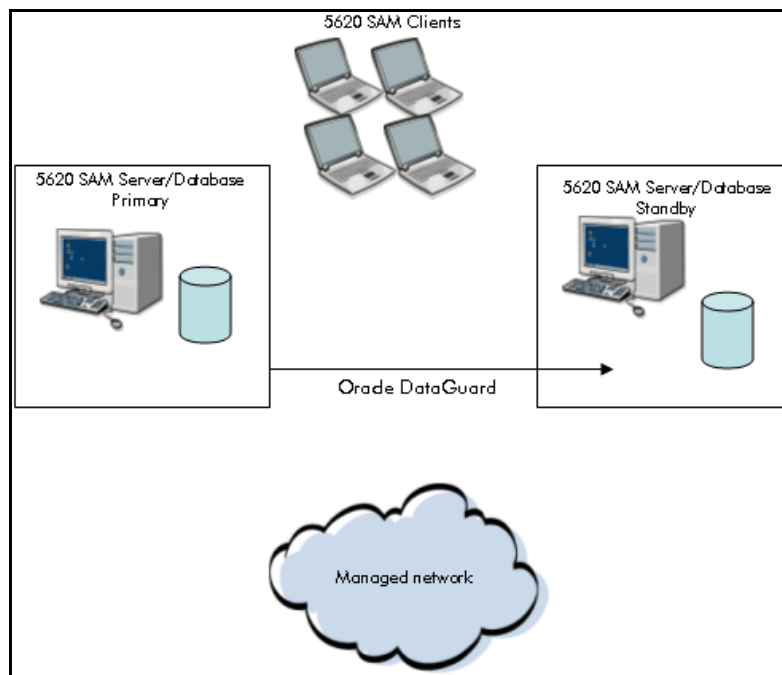 5620 SAM Clients
5620 SAM Server/Database
Primary
5620 SAM Server/Database
Standby
Oracle DataGuard
Managed network